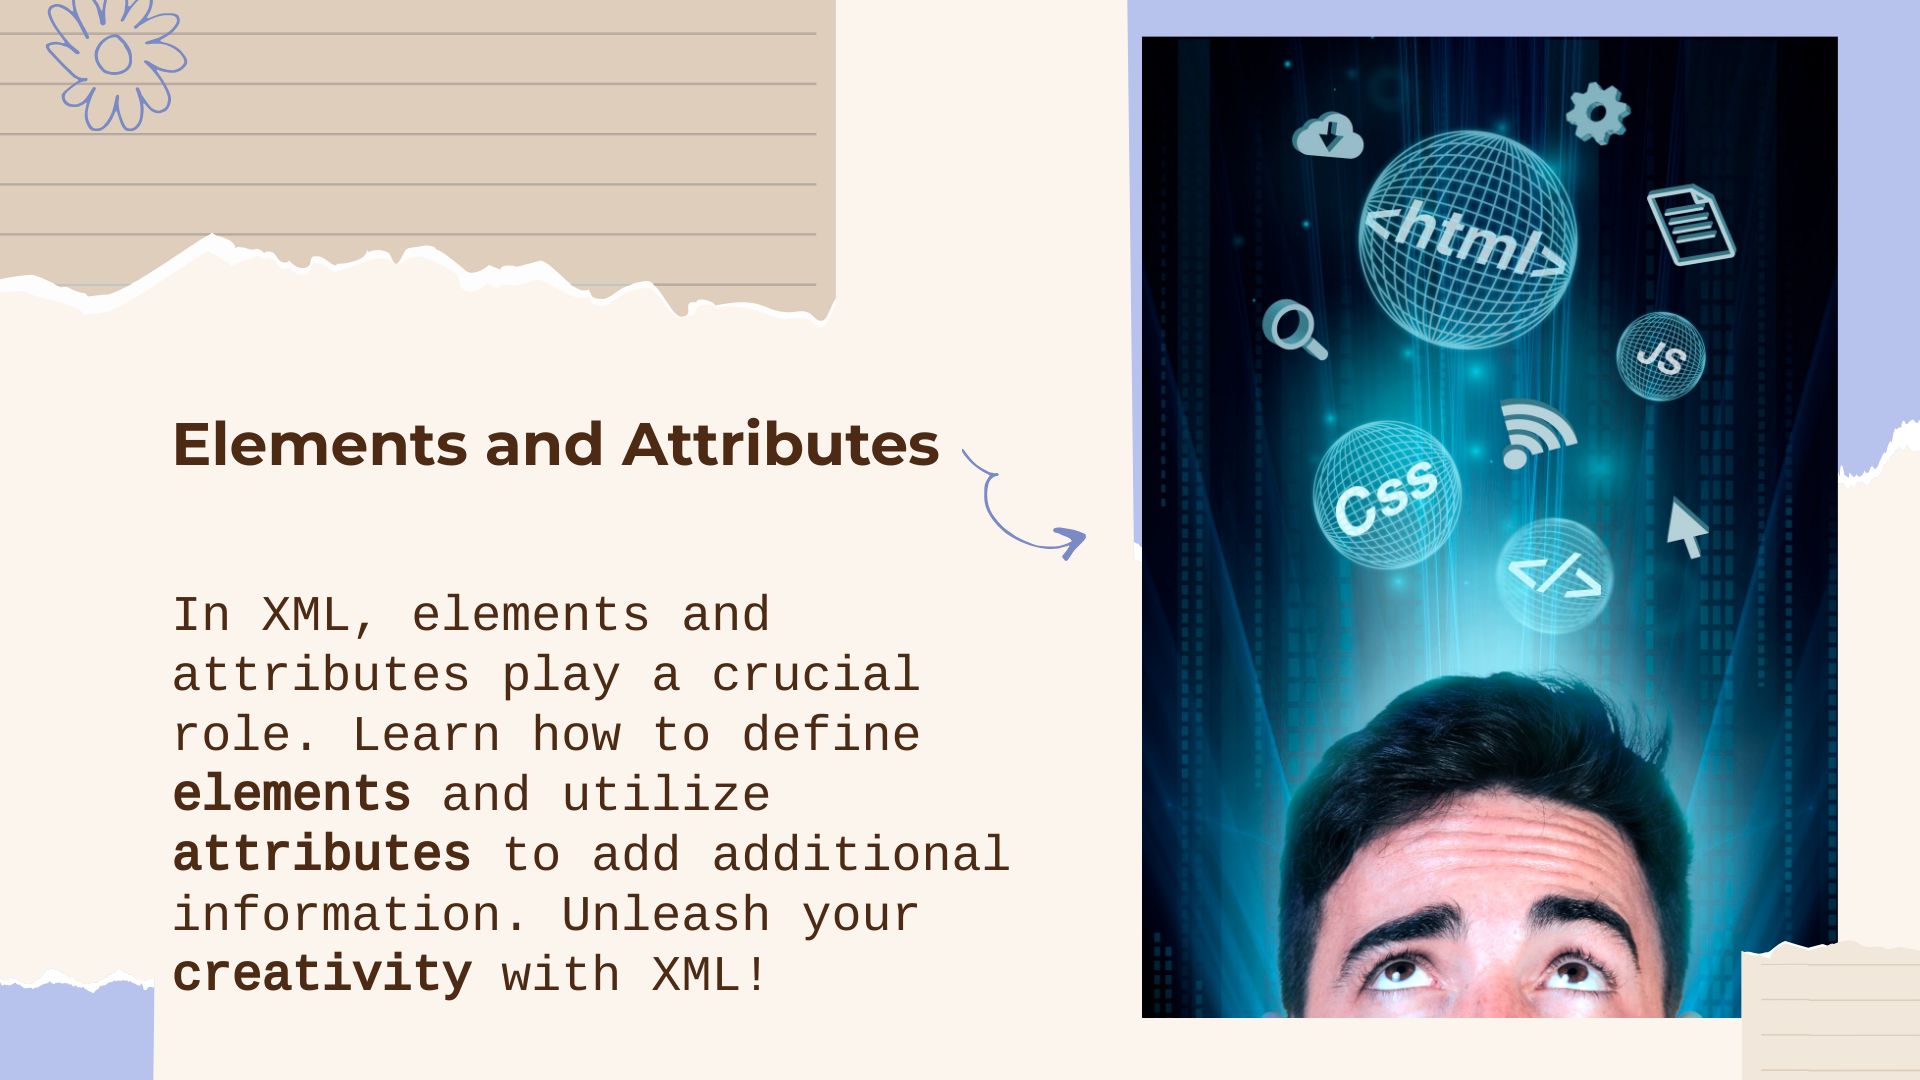 Elements and Attributes
In XML, elements and
attributes play a crucial
role. Learn how to define
elements and utilize
attributes to add additional
information. Unleash your
creativity with XML!
<html>
JS
Css
</>